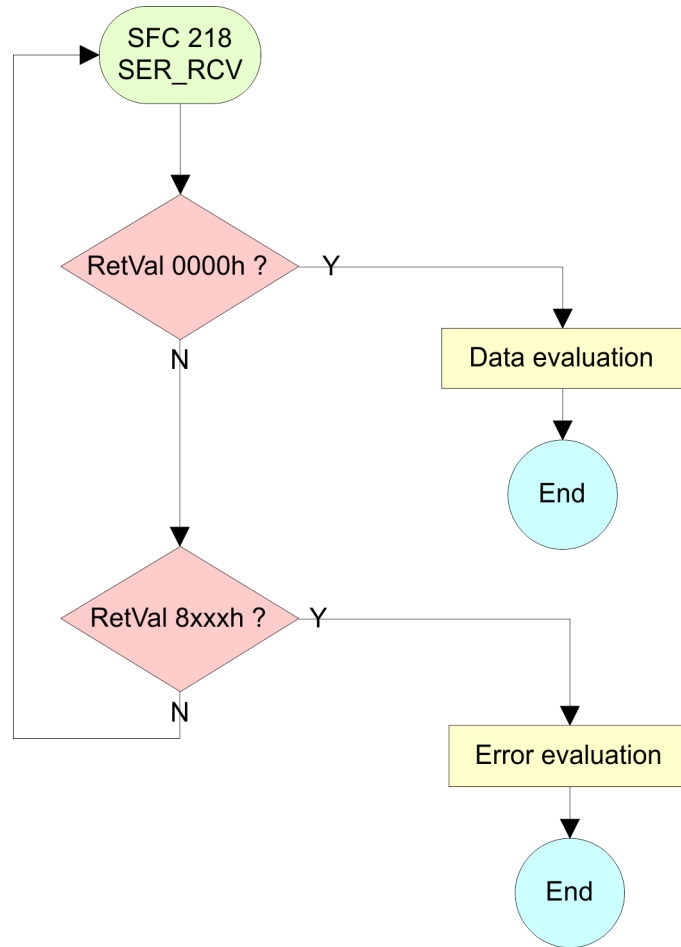 SFC 218
SER_RCV
RetVal 0000h ?
Y
N
Data evaluation
End
RetVal 8xxxh ?
Y
N
Error evaluation
End